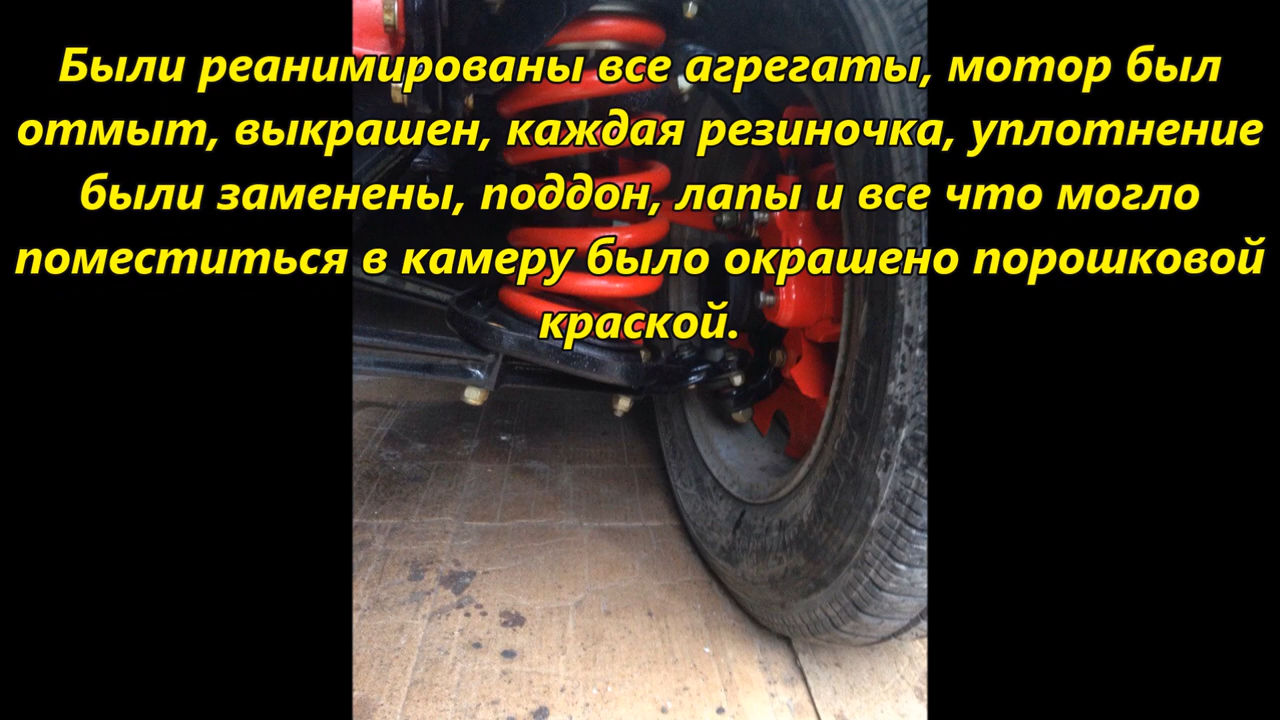 Были реанимированы все агрегаты, мотор был
отмыт, выкрашен, каждая резиночка, уплотнение
были заменены, поддон, лапы и все что могло
поместиться в камеру было окрашено порошковой
краской.